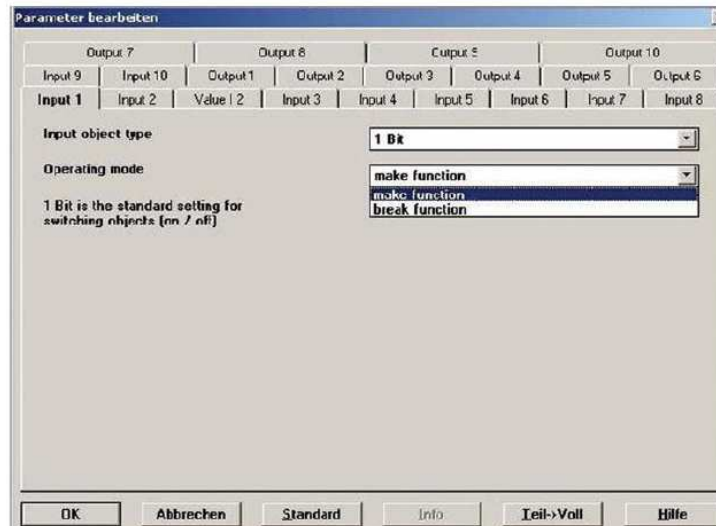 Parameter bearbeiten
Output 7 Output 8 Output 9 Output 10
Input 9 Input 10 Output 1 Output 2 Output 3 Output 4 Output 5 Output 6
Input 1 Input 2 Value I 2 Input 3 Input 4 Input 5 Input 6 Input 7 Input 8
Input object type 1 Bit
Operating mode make function
make function
break function
1 Bit is the standard setting for
switching objects (on / off)
OK Abbrechen Standard Info Teil->Voll Hilfe